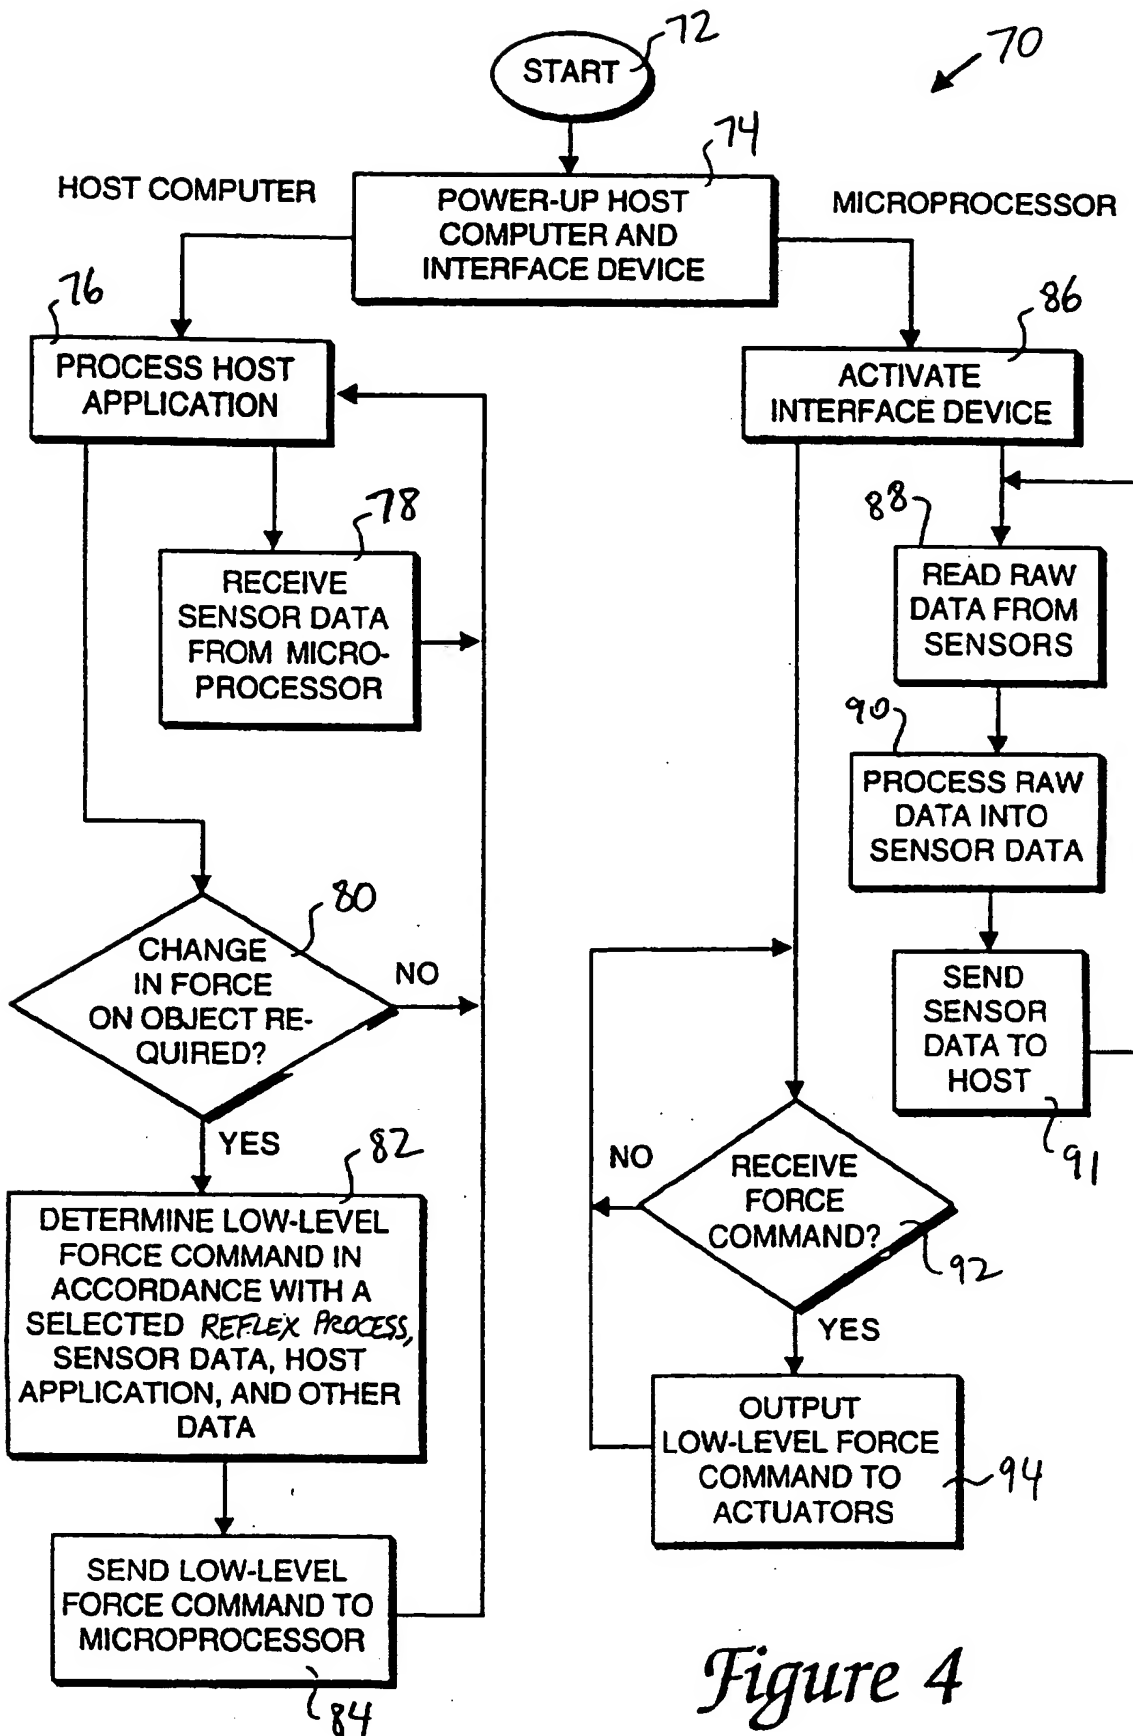 72
START
70
74
HOST COMPUTER
POWER-UP HOST
COMPUTER AND
INTERFACE DEVICE
MICROPROCESSOR
76
PROCESS HOST
APPLICATION
86
ACTIVATE
INTERFACE DEVICE
78
RECEIVE
SENSOR DATA
FROM MICRO-
PROCESSOR
88
READ RAW
DATA FROM
SENSORS
90
PROCESS RAW
DATA INTO
SENSOR DATA
80
CHANGE
IN FORCE
ON OBJECT RE-
QUIRED?
NO
YES
SEND
SENSOR
DATA TO
HOST
91
82
DETERMINE LOW-LEVEL
FORCE COMMAND IN
ACCORDANCE WITH A
SELECTED REFLEX PROCESS,
SENSOR DATA, HOST
APPLICATION, AND OTHER
DATA
NO
RECEIVE
FORCE
COMMAND?
92
YES
OUTPUT
LOW-LEVEL FORCE
COMMAND TO
ACTUATORS
94
SEND LOW-LEVEL
FORCE COMMAND TO
MICROPROCESSOR
84
Figure 4